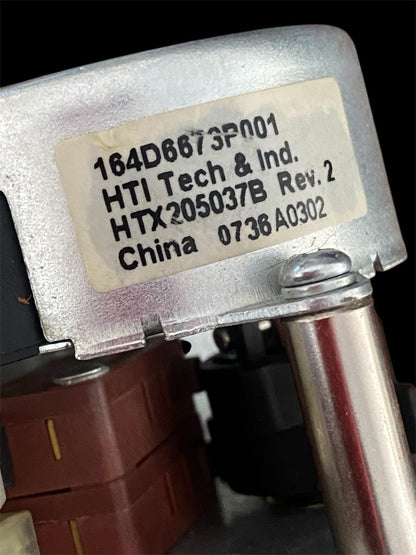 164D6673P001
HTI Tech & Ind.
HTX205037B Rev. 2
China 0736A0302